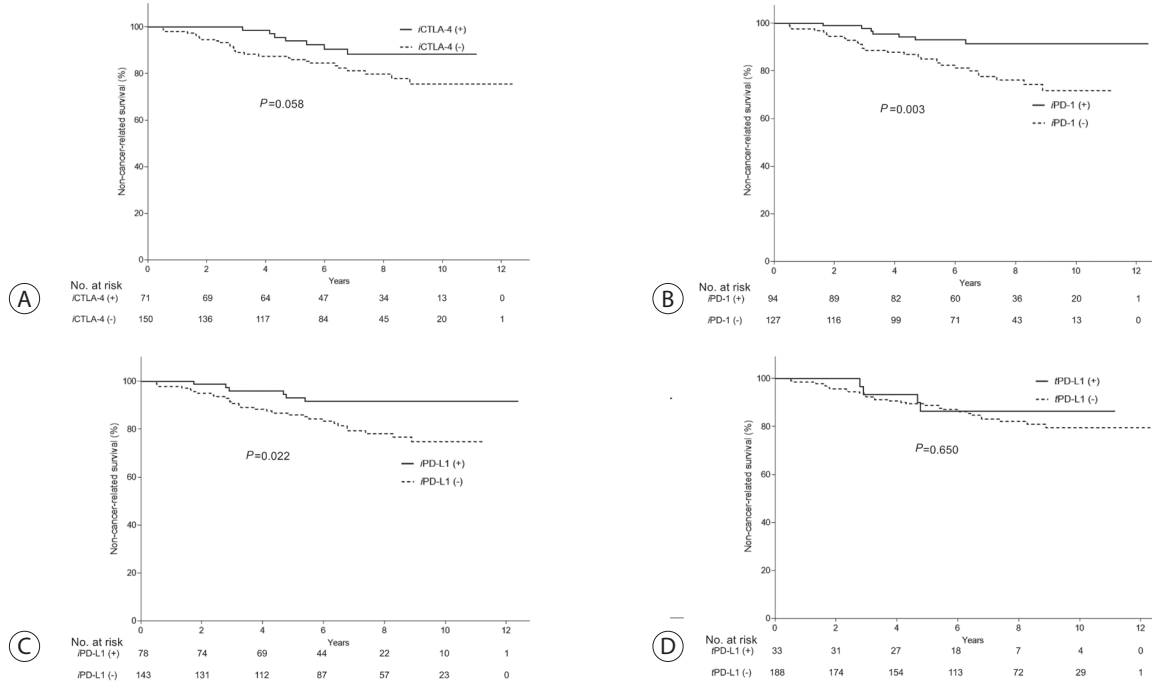 100
80
60
40
20
0
Non-cancer-related survival (%)
iCTLA-4 (+)
iCTLA-4 (-)
P=0.058
0 2 4 6 8 10 12
Years
A
No. at risk
iCTLA-4 (+) 71 69 64 47 34 13 0
iCTLA-4 (-) 150 136 117 84 45 20 1
100
80
60
40
20
0
Non-cancer-related survival (%)
P=0.003
iPD-1 (+)
iPD-1 (-)
0 2 4 6 8 10 12
Years
B
No. at risk
iPD-1 (+) 94 89 82 60 36 20 1
iPD-1 (-) 127 116 99 71 43 13 0
100
80
60
40
20
0
Non-cancer-related survival (%)
P=0.022
iPD-L1 (+)
iPD-L1 (-)
0 2 4 6 8 10 12
Years
C
No. at risk
iPD-L1 (+) 78 74 69 44 22 10 1
iPD-L1 (-) 143 131 112 87 57 23 0
100
80
60
40
20
0
Non-cancer-related survival (%)
tPD-L1 (+)
tPD-L1 (-)
P=0.650
0 2 4 6 8 10 12
Years
D
No. at risk
tPD-L1 (+) 33 31 27 18 7 4 0
tPD-L1 (-) 188 174 154 113 72 29 1